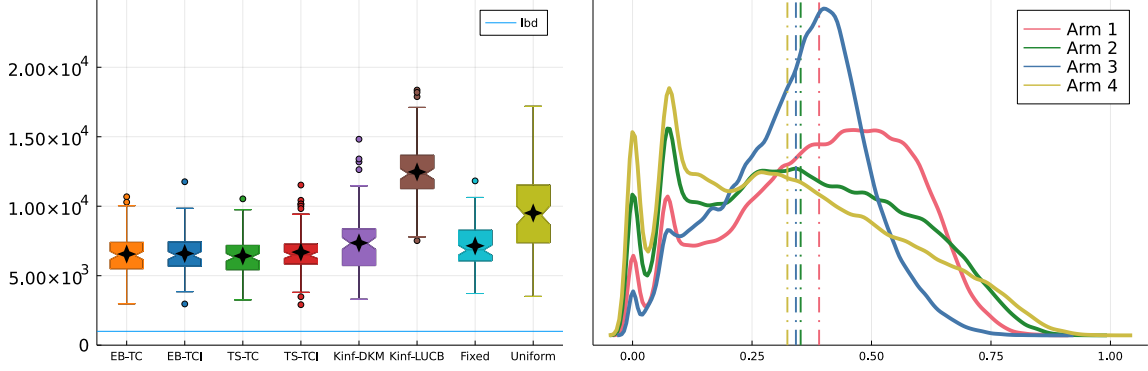 lbd
2.00×10⁴
1.50×10⁴
1.00×10⁴
5.00×10³
0
EB-TC EB-TCI TS-TC TS-TCI Kinf-DKM Kinf-LUCB Fixed Uniform
Arm 1
Arm 2
Arm 3
Arm 4
0.00 0.25 0.50 0.75 1.00